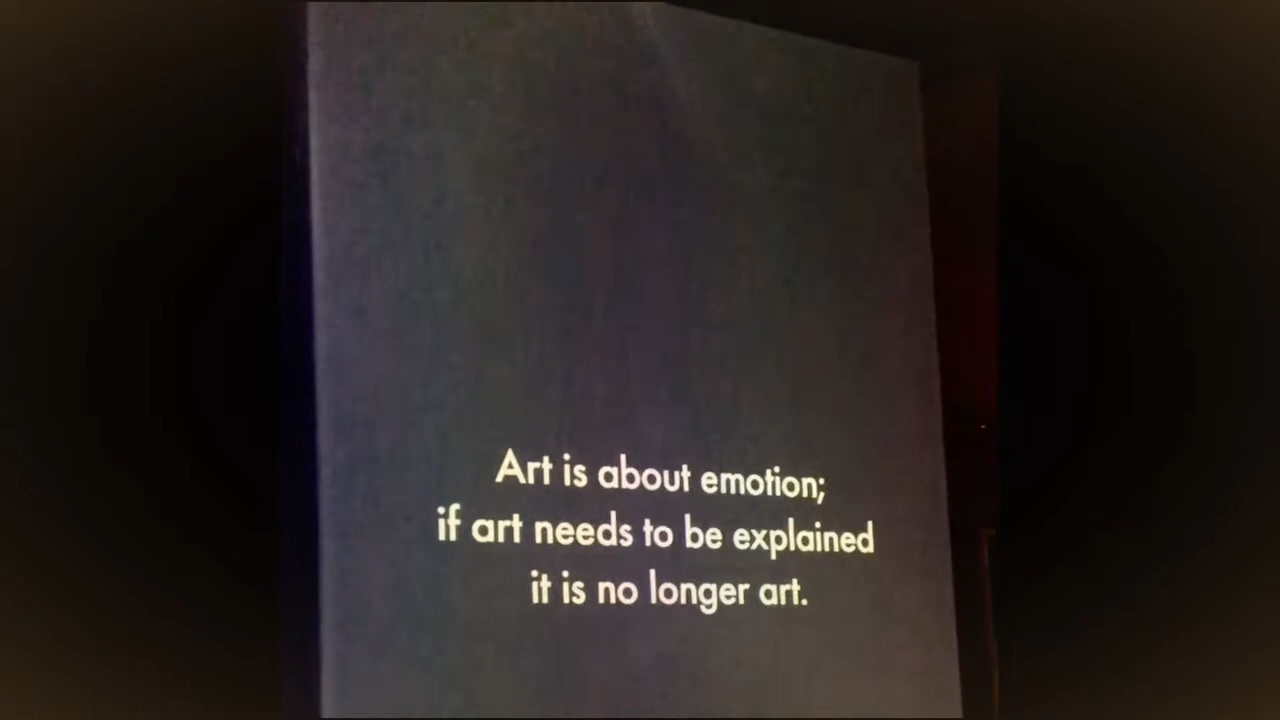 Art is about emotion;
if art needs to be explained
it is no longer art.